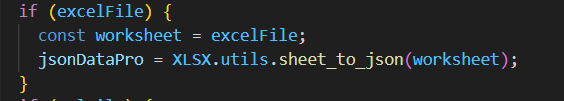 if (excelFile) {
const worksheet = excelFile;
jsonDataPro = XLSX.utils.sheet_to_json(worksheet);
}